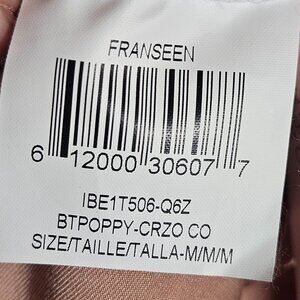 FRANSEEN
6 12000 30607 7
IBE1T506-Q6Z
BTPOPPY-CRZO CO
SIZE/TAILLE/TALLA-M/M/M